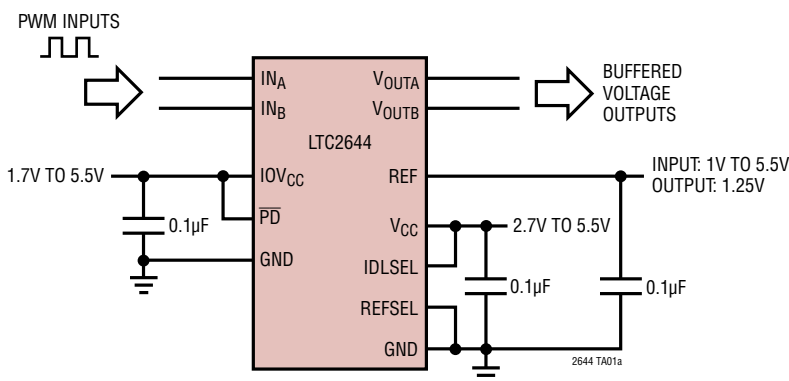 PWM INPUTS
IN_A
IN_B
V_OUTA
V_OUTB
BUFFERED
VOLTAGE
OUTPUTS
LTC2644
1.7V TO 5.5V
IOV_CC
REF
INPUT: 1V TO 5.5V
OUTPUT: 1.25V
PD
0.1µF
V_CC
2.7V TO 5.5V
GND
IDLSEL
0.1µF
0.1µF
REFSEL
GND
2644 TA01a